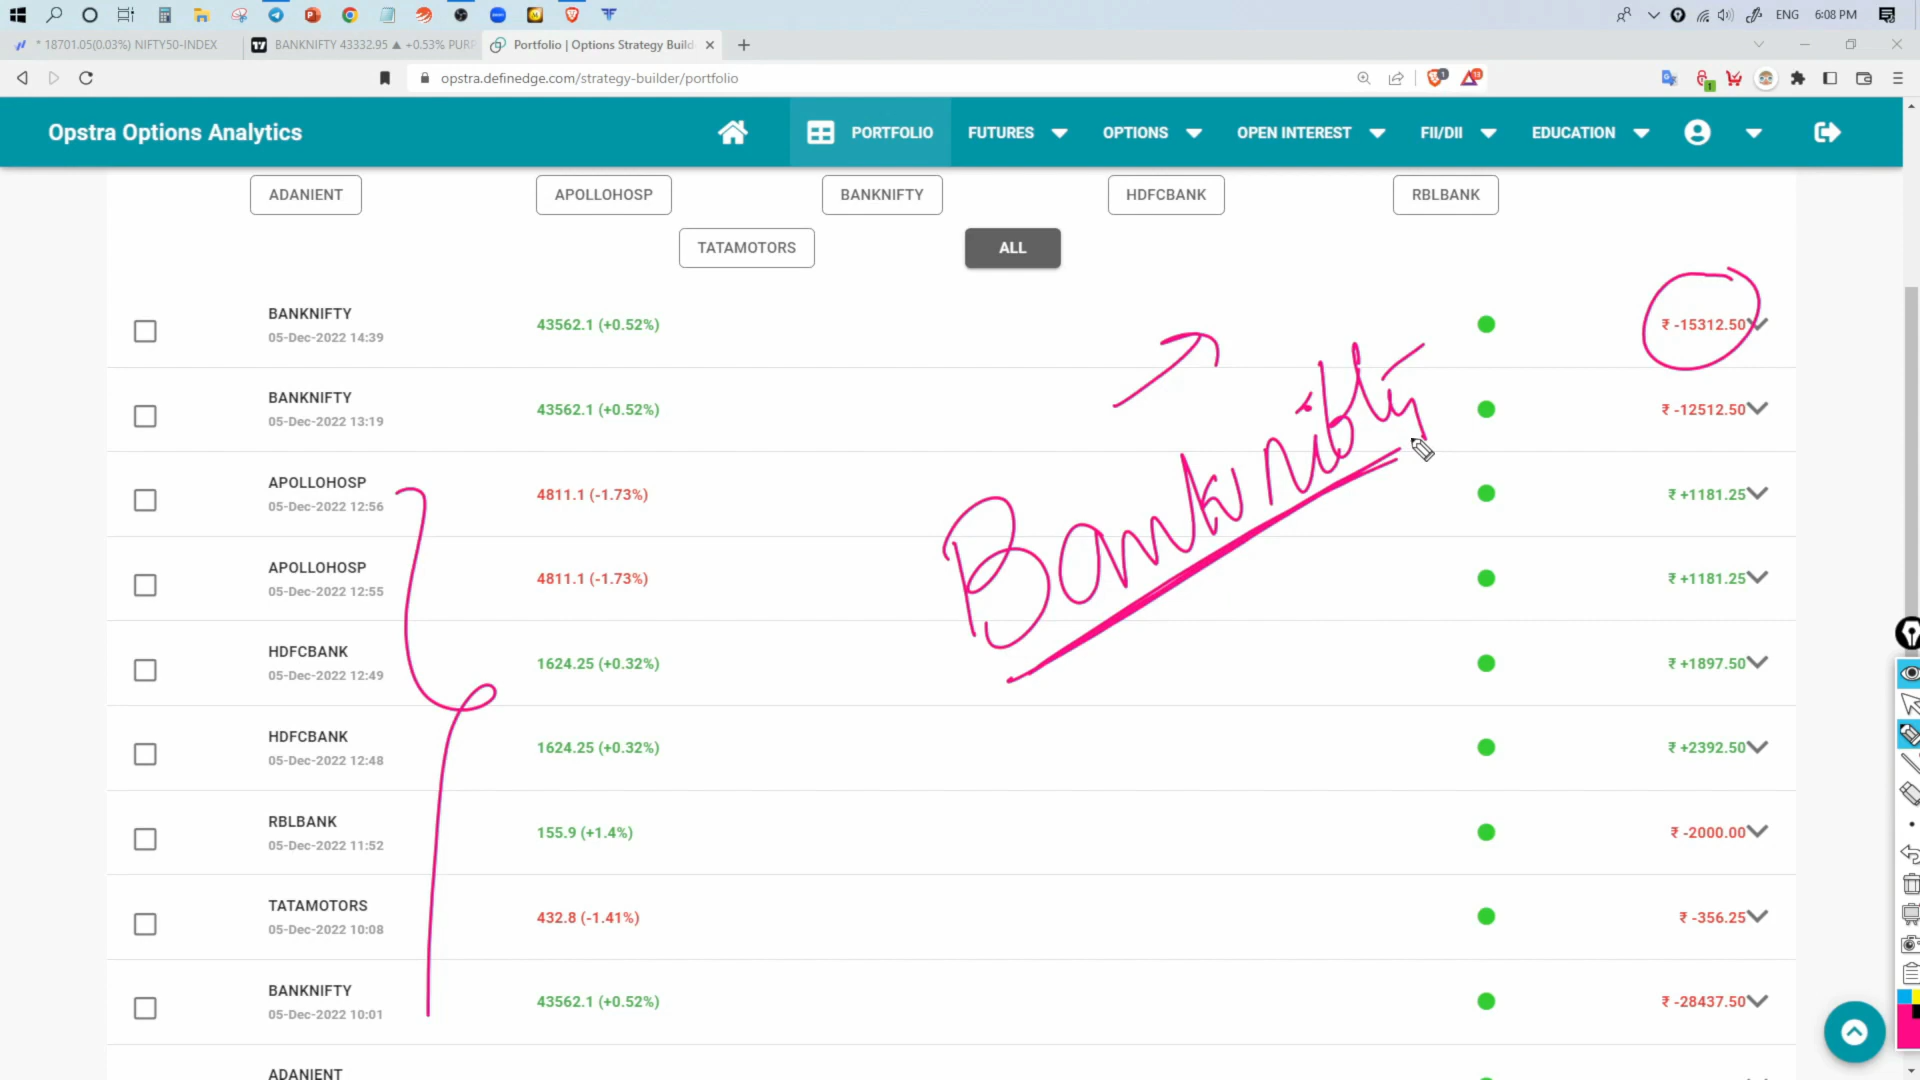 ENG 6:08 PM
* 18701.05(0.03%) NIFTY50-INDEX
BANKNIFTY 43332.95 ▲ +0.53% PURP
Portfolio | Options Strategy Build
opstra.definedge.com/strategy-builder/portfolio
Opstra Options Analytics
PORTFOLIO
FUTURES
OPTIONS
OPEN INTEREST
FII/DII
EDUCATION
ADANIENT
APOLLOHOSP
BANKNIFTY
HDFCBANK
RBLBANK
TATAMOTORS
ALL
BANKNIFTY 43562.1 (+0.52%) ₹ -15312.50
05-Dec-2022 14:39
BANKNIFTY 43562.1 (+0.52%) ₹ -12512.50
05-Dec-2022 13:19
Banknifty
APOLLOHOSP 4811.1 (-1.73%) ₹ +1181.25
05-Dec-2022 12:56
APOLLOHOSP 4811.1 (-1.73%) ₹ +1181.25
05-Dec-2022 12:55
HDFCBANK 1624.25 (+0.32%) ₹ +1897.50
05-Dec-2022 12:49
HDFCBANK 1624.25 (+0.32%) ₹ +2392.50
05-Dec-2022 12:48
RBLBANK 155.9 (+1.4%) ₹ -2000.00
05-Dec-2022 11:52
TATAMOTORS 432.8 (-1.41%) ₹ -356.25
05-Dec-2022 10:08
BANKNIFTY 43562.1 (+0.52%) ₹ -28437.50
05-Dec-2022 10:01
ADANIENT